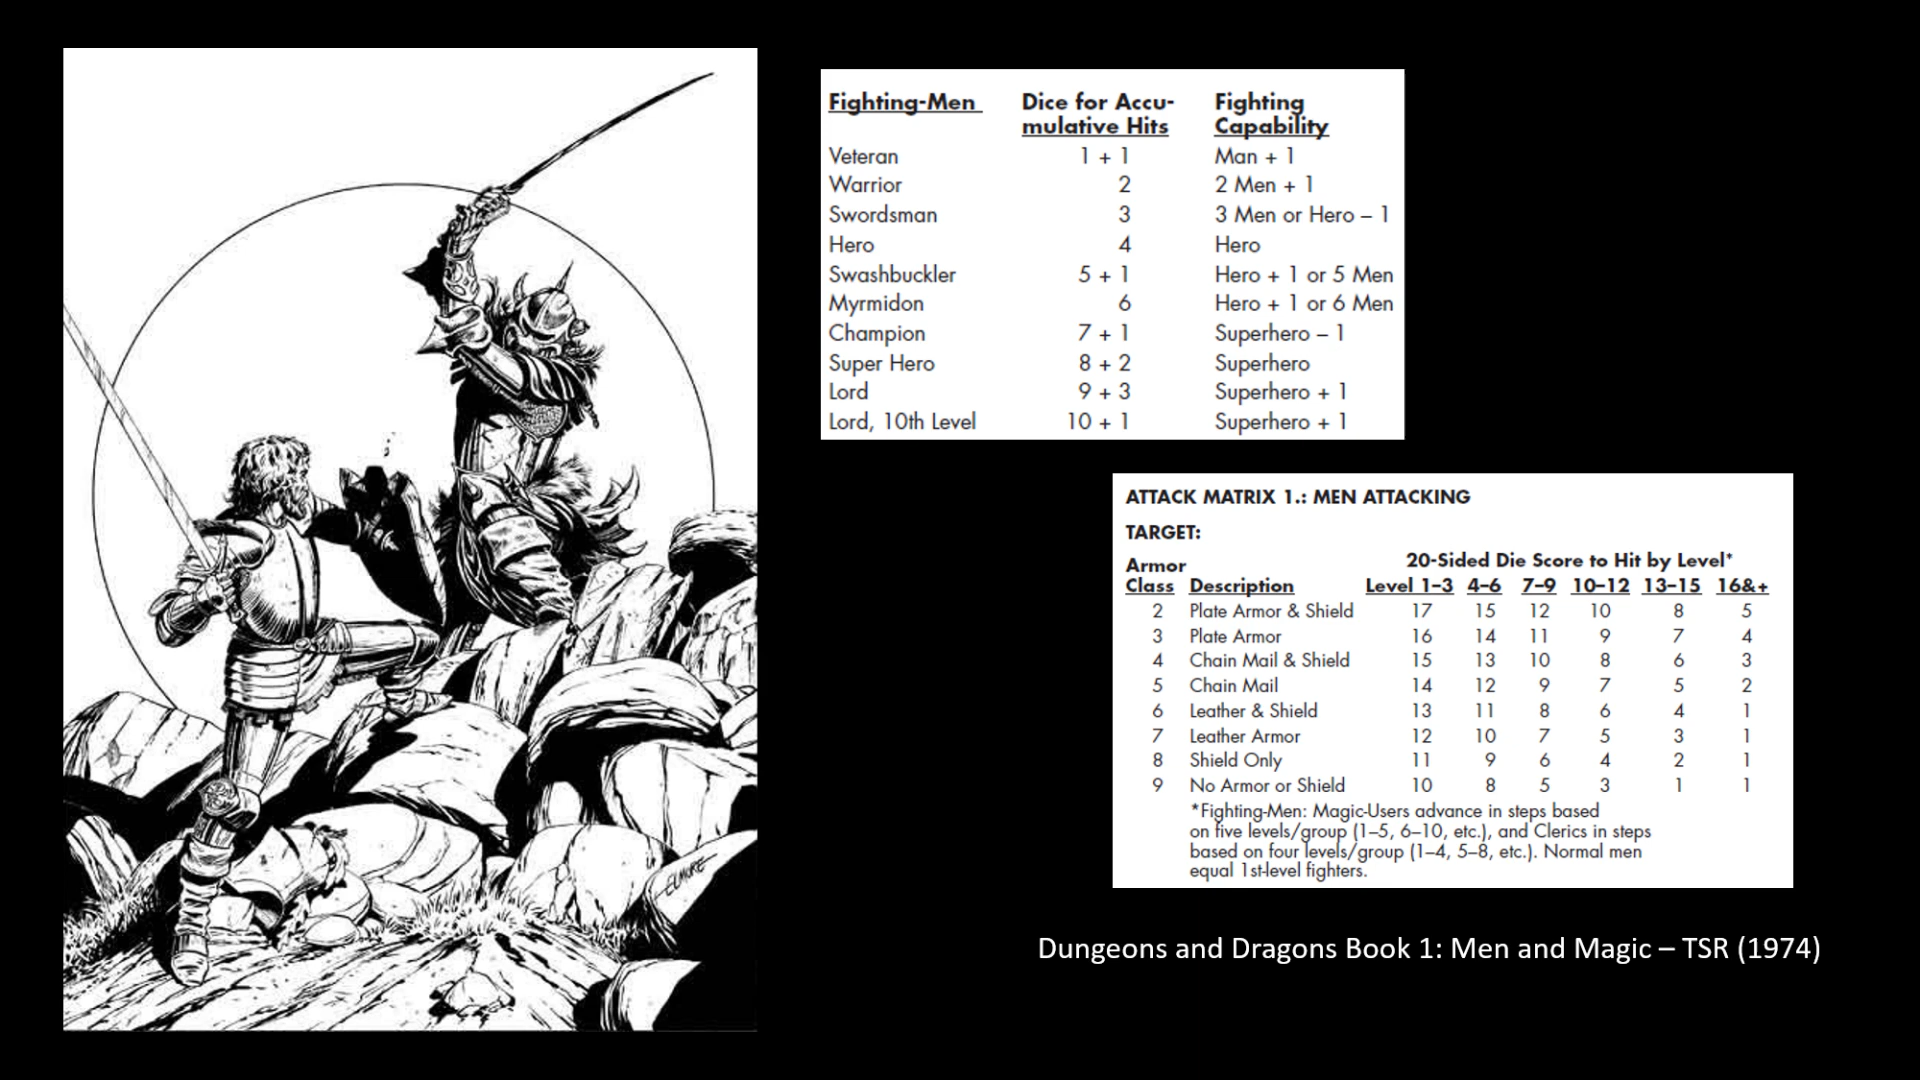 Fighting-Men Dice for Accu- Fighting
mulative Hits Capability
Veteran 1 + 1 Man + 1
Warrior 2 2 Men + 1
Swordsman 3 3 Men or Hero – 1
Hero 4 Hero
Swashbuckler 5 + 1 Hero + 1 or 5 Men
Myrmidon 6 Hero + 1 or 6 Men
Champion 7 + 1 Superhero – 1
Super Hero 8 + 2 Superhero
Lord 9 + 3 Superhero + 1
Lord, 10th Level 10 + 1 Superhero + 1
ATTACK MATRIX 1.: MEN ATTACKING
TARGET:
Armor 20-Sided Die Score to Hit by Level*
Class Description Level 1–3 4–6 7–9 10–12 13–15 16&+
2 Plate Armor & Shield 17 15 12 10 8 5
3 Plate Armor 16 14 11 9 7 4
4 Chain Mail & Shield 15 13 10 8 6 3
5 Chain Mail 14 12 9 7 5 2
6 Leather & Shield 13 11 8 6 4 1
7 Leather Armor 12 10 7 5 3 1
8 Shield Only 11 9 6 4 2 1
9 No Armor or Shield 10 8 5 3 1 1
*Fighting-Men: Magic-Users advance in steps based
on five levels/group (1–5, 6–10, etc.), and Clerics in steps
based on four levels/group (1–4, 5–8, etc.). Normal men
equal 1st-level fighters.
ELMORE
Dungeons and Dragons Book 1: Men and Magic – TSR (1974)